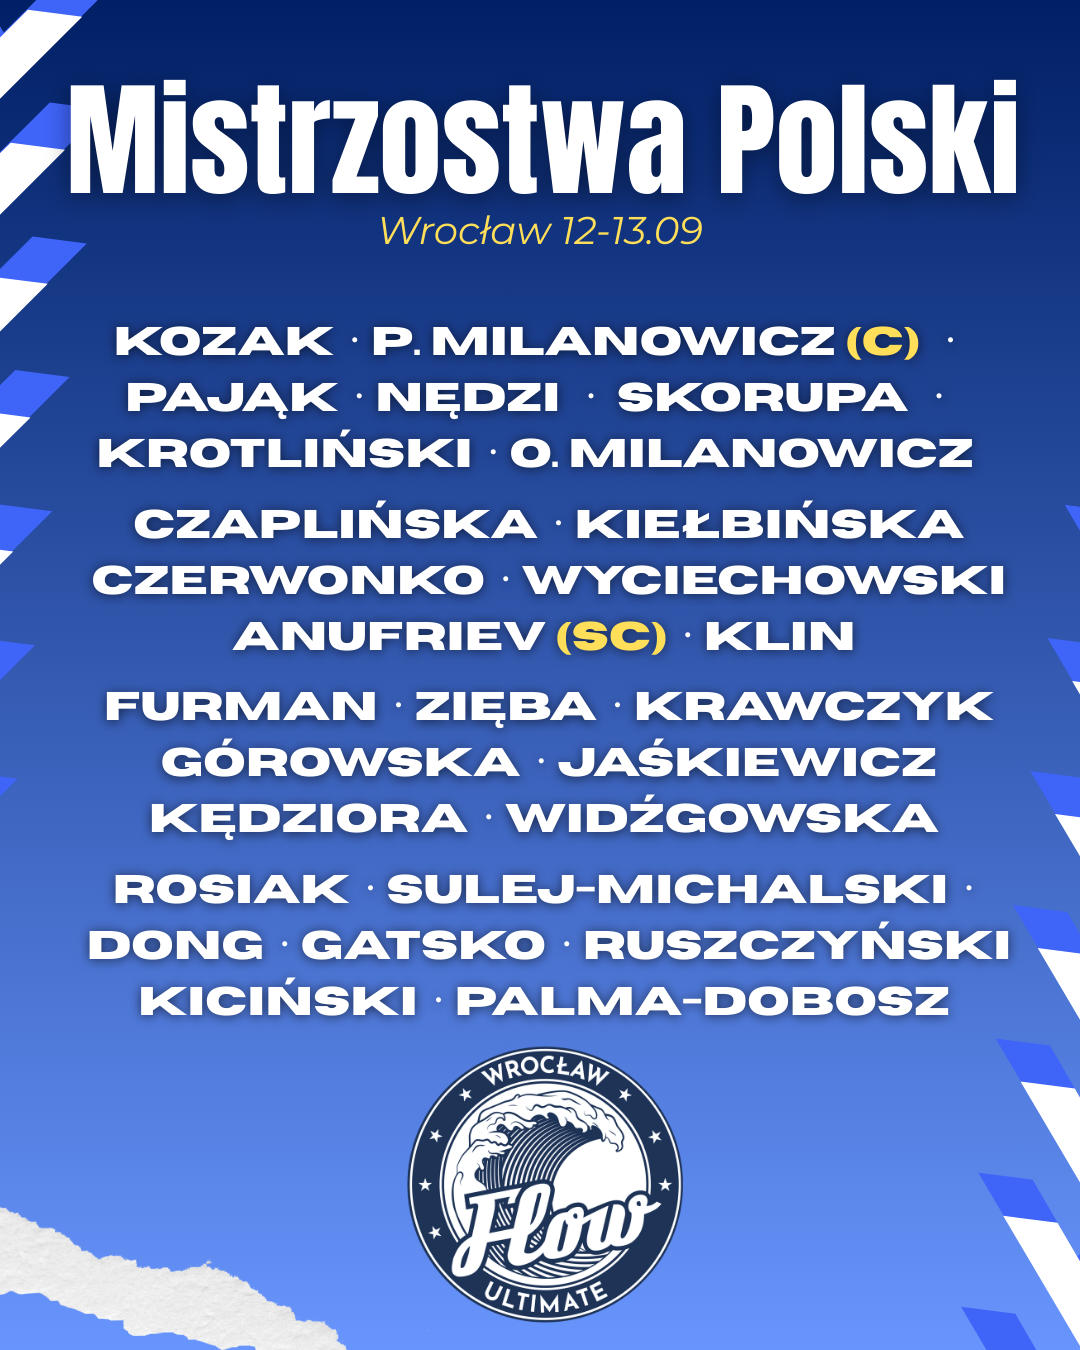 Mistrzostwa Polski
Wrocław 12-13.09
KOZAK · P. MILANOWICZ (C) ·
PAJĄK · NĘDZI · SKORUPA ·
KROTLIŃSKI · O. MILANOWICZ
CZAPLIŃSKA · KIEŁBIŃSKA
CZERWONKO · WYCIECHOWSKI
ANUFRIEV (SC) · KLIN
FURMAN · ZIĘBA · KRAWCZYK
GÓROWSKA · JAŚKIEWICZ
KĘDZIORA · WIDŹGOWSKA
ROSIAK · SULEJ-MICHALSKI ·
DONG · GATSKO · RUSZCZYŃSKI
KICIŃSKI · PALMA-DOBOSZ
WROCŁAW
Flow
ULTIMATE